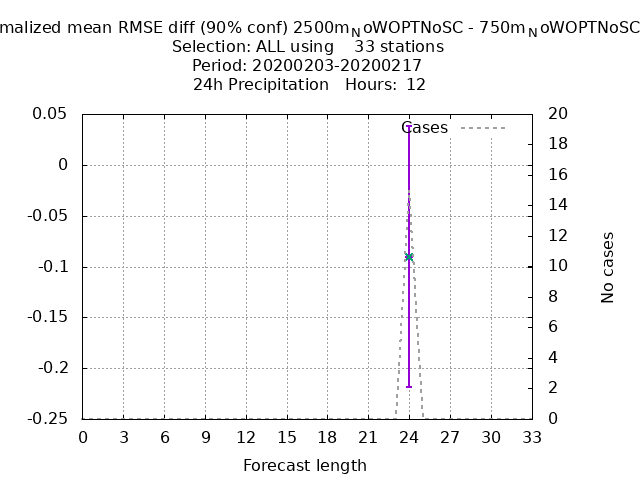 malized mean RMSE diff (90% conf) 2500m_NoWOPTNoSC - 750m_NoWOPTNoSC
Selection: ALL using    33 stations
Period: 20200203-20200217
24h Precipitation   Hours:  12
Cases
0.05
0
-0.05
-0.1
-0.15
-0.2
-0.25
20
18
16
14
12
10
8
6
4
2
0
No cases
0 3 6 9 12 15 18 21 24 27 30 33
Forecast length